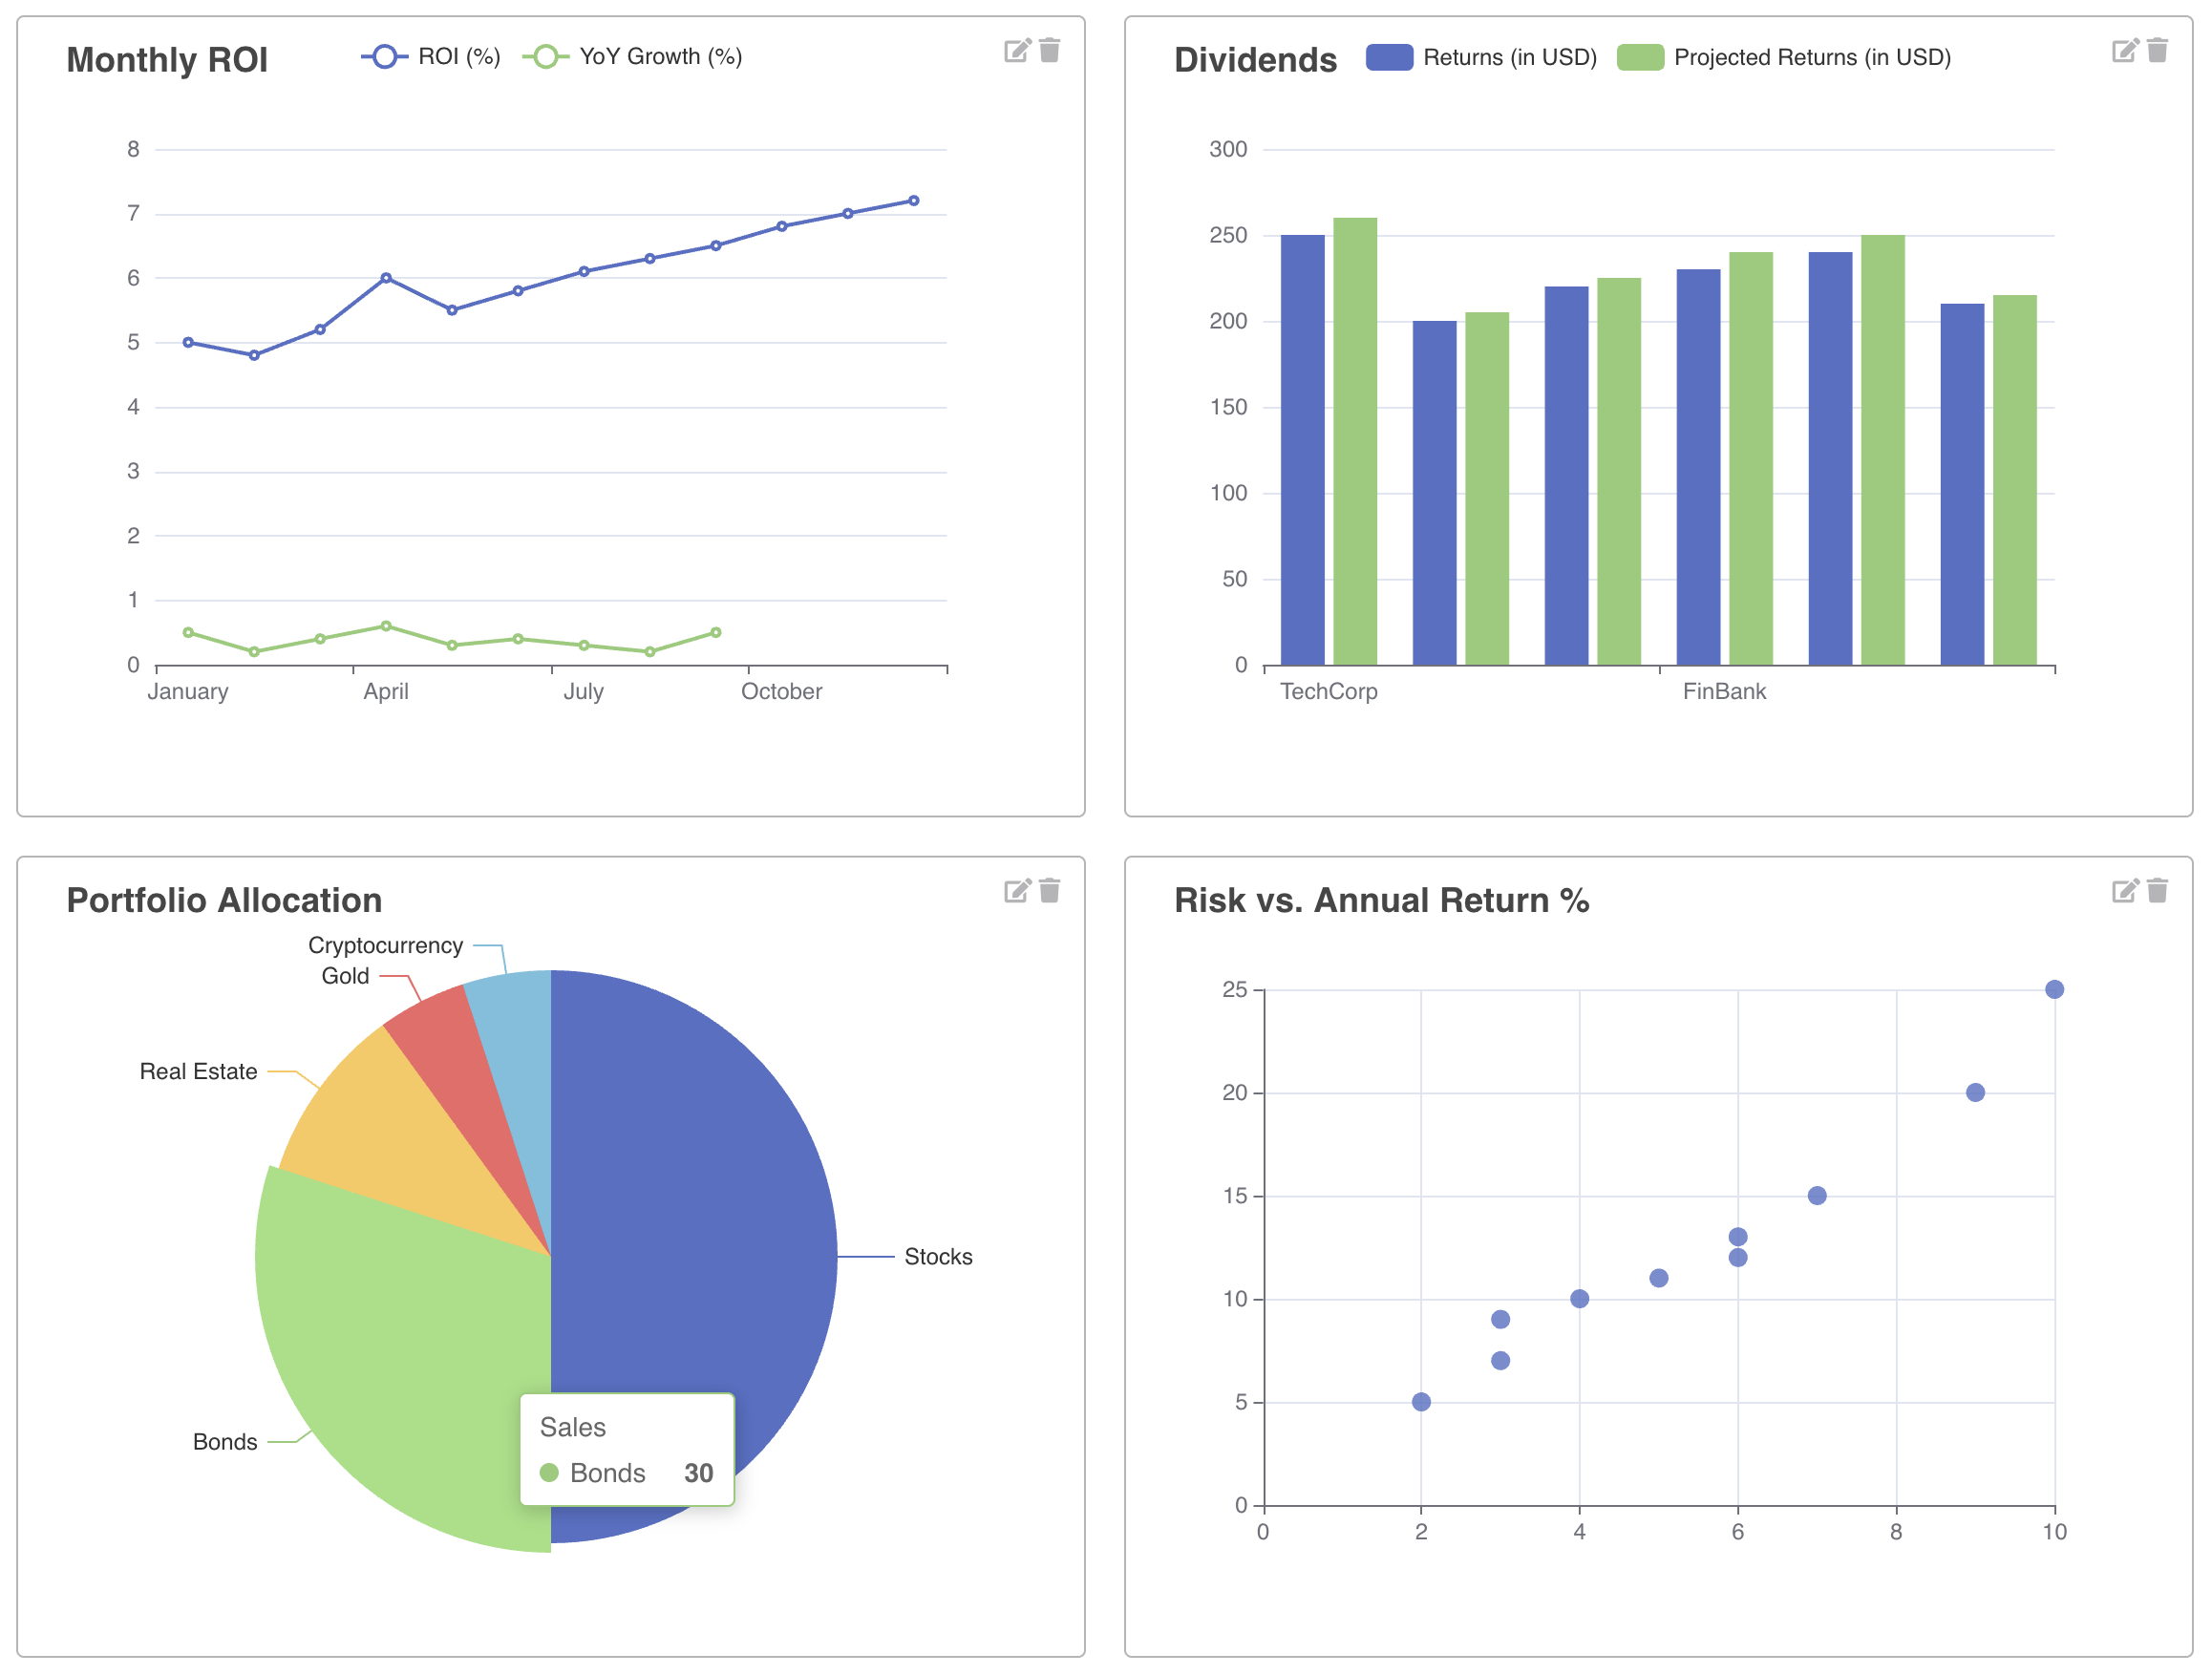 Monthly ROI
ROI (%) YoY Growth (%)
8
7
6
5
4
3
2
1
0
January April July October
Dividends
Returns (in USD) Projected Returns (in USD)
300
250
200
150
100
50
0
TechCorp FinBank
Portfolio Allocation
Cryptocurrency
Gold
Real Estate
Stocks
Bonds
Sales
Bonds 30
Risk vs. Annual Return %
25
20
15
10
5
0
0 2 4 6 8 10